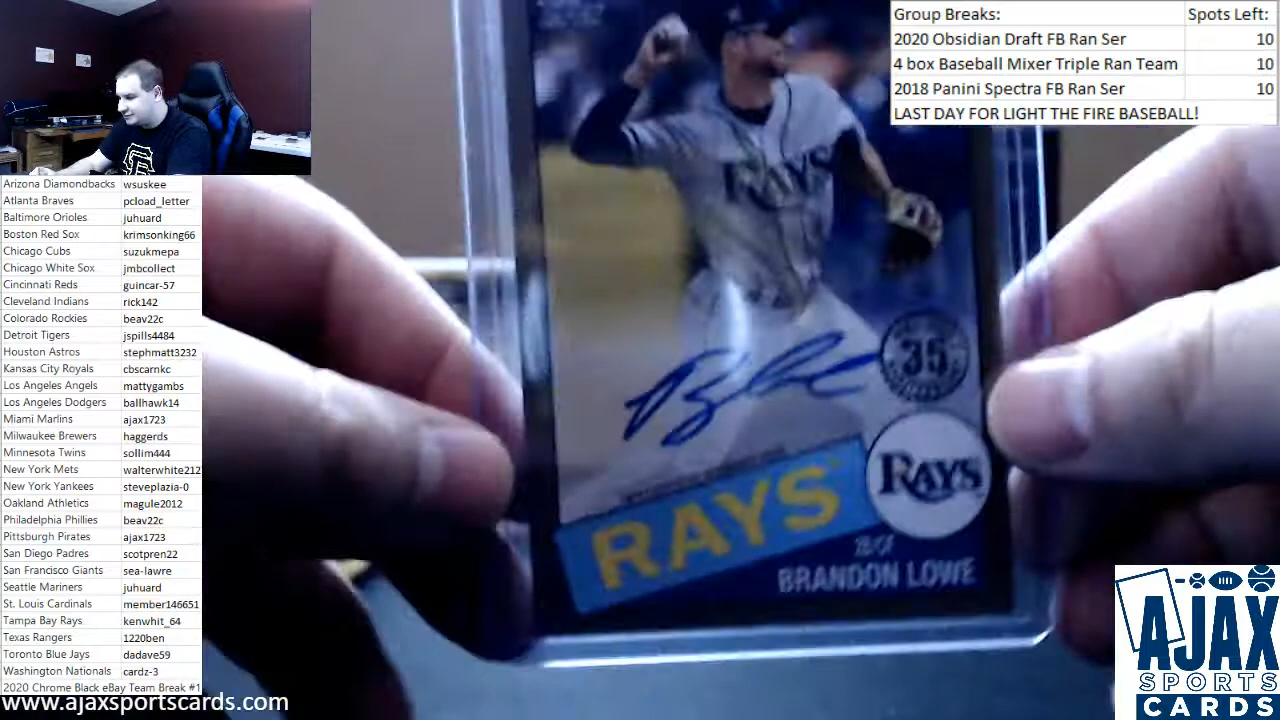 Group Breaks: Spots Left:
2020 Obsidian Draft FB Ran Ser 10
4 box Baseball Mixer Triple Ran Team 10
2018 Panini Spectra FB Ran Ser 10
LAST DAY FOR LIGHT THE FIRE BASEBALL!
Arizona Diamondbacks wsuskee
Atlanta Braves pcload_letter
Baltimore Orioles juhuard
Boston Red Sox krimsonking66
Chicago Cubs suzukmepa
Chicago White Sox jmbcollect
Cincinnati Reds guincar-57
Cleveland Indians rick142
Colorado Rockies beav22c
Detroit Tigers jspills4484
Houston Astros stephmatt3232
Kansas City Royals cbscarnkc
Los Angeles Angels mattygambs
Los Angeles Dodgers ballhawk14
Miami Marlins ajax1723
Milwaukee Brewers haggerds
Minnesota Twins sollim444
New York Mets walterwhite212
New York Yankees steveplazia-0
Oakland Athletics magule2012
Philadelphia Phillies beav22c
Pittsburgh Pirates ajax1723
San Diego Padres scotpren22
San Francisco Giants sea-lawre
Seattle Mariners juhuard
St. Louis Cardinals member146651
Tampa Bay Rays kenwhit_64
Texas Rangers 1220ben
Toronto Blue Jays dadave59
Washington Nationals cardz-3
2020 Chrome Black eBay Team Break #1
www.ajaxsportscards.com
RAYS
35
RAYS
RAYS
2B/OF
BRANDON LOWE
AJAX
SPORTS
CARDS